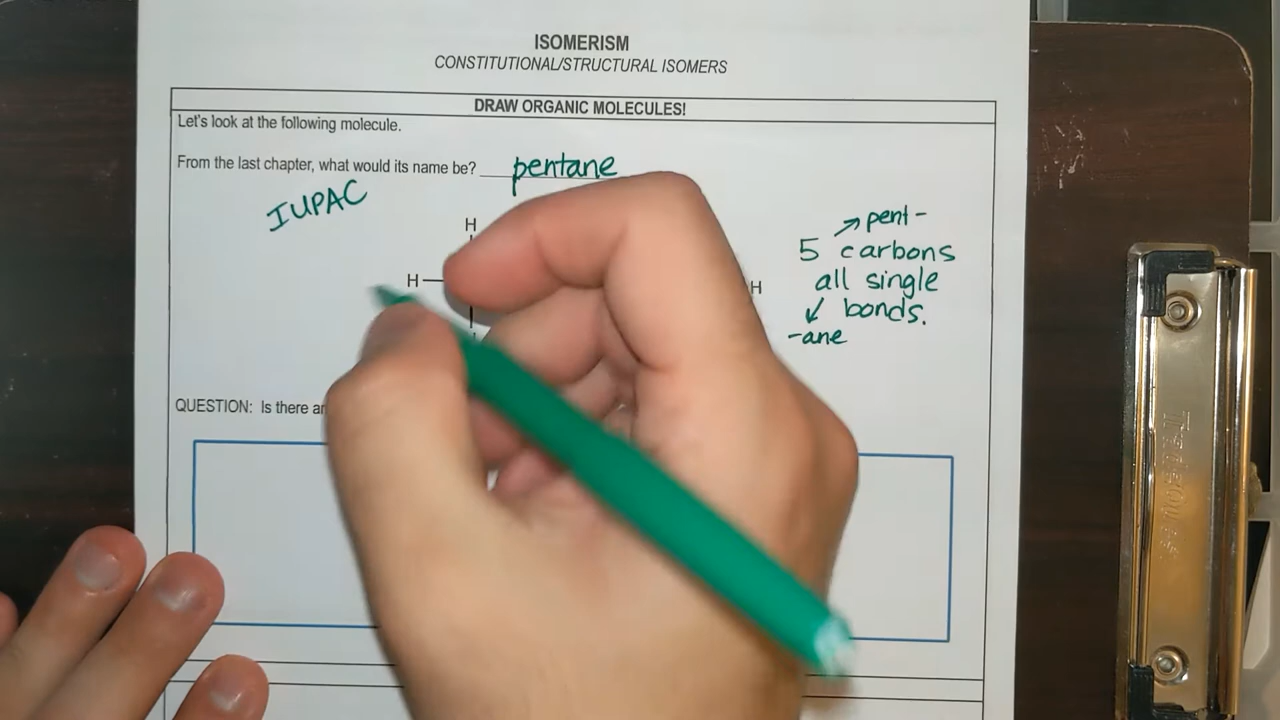 ISOMERISM
CONSTITUTIONAL/STRUCTURAL ISOMERS
DRAW ORGANIC MOLECULES!
Let's look at the following molecule.
From the last chapter, what would its name be? pentane
IUPAC
H
H
H
pent-
5 carbons
all single
bonds.
-ane
QUESTION: Is there